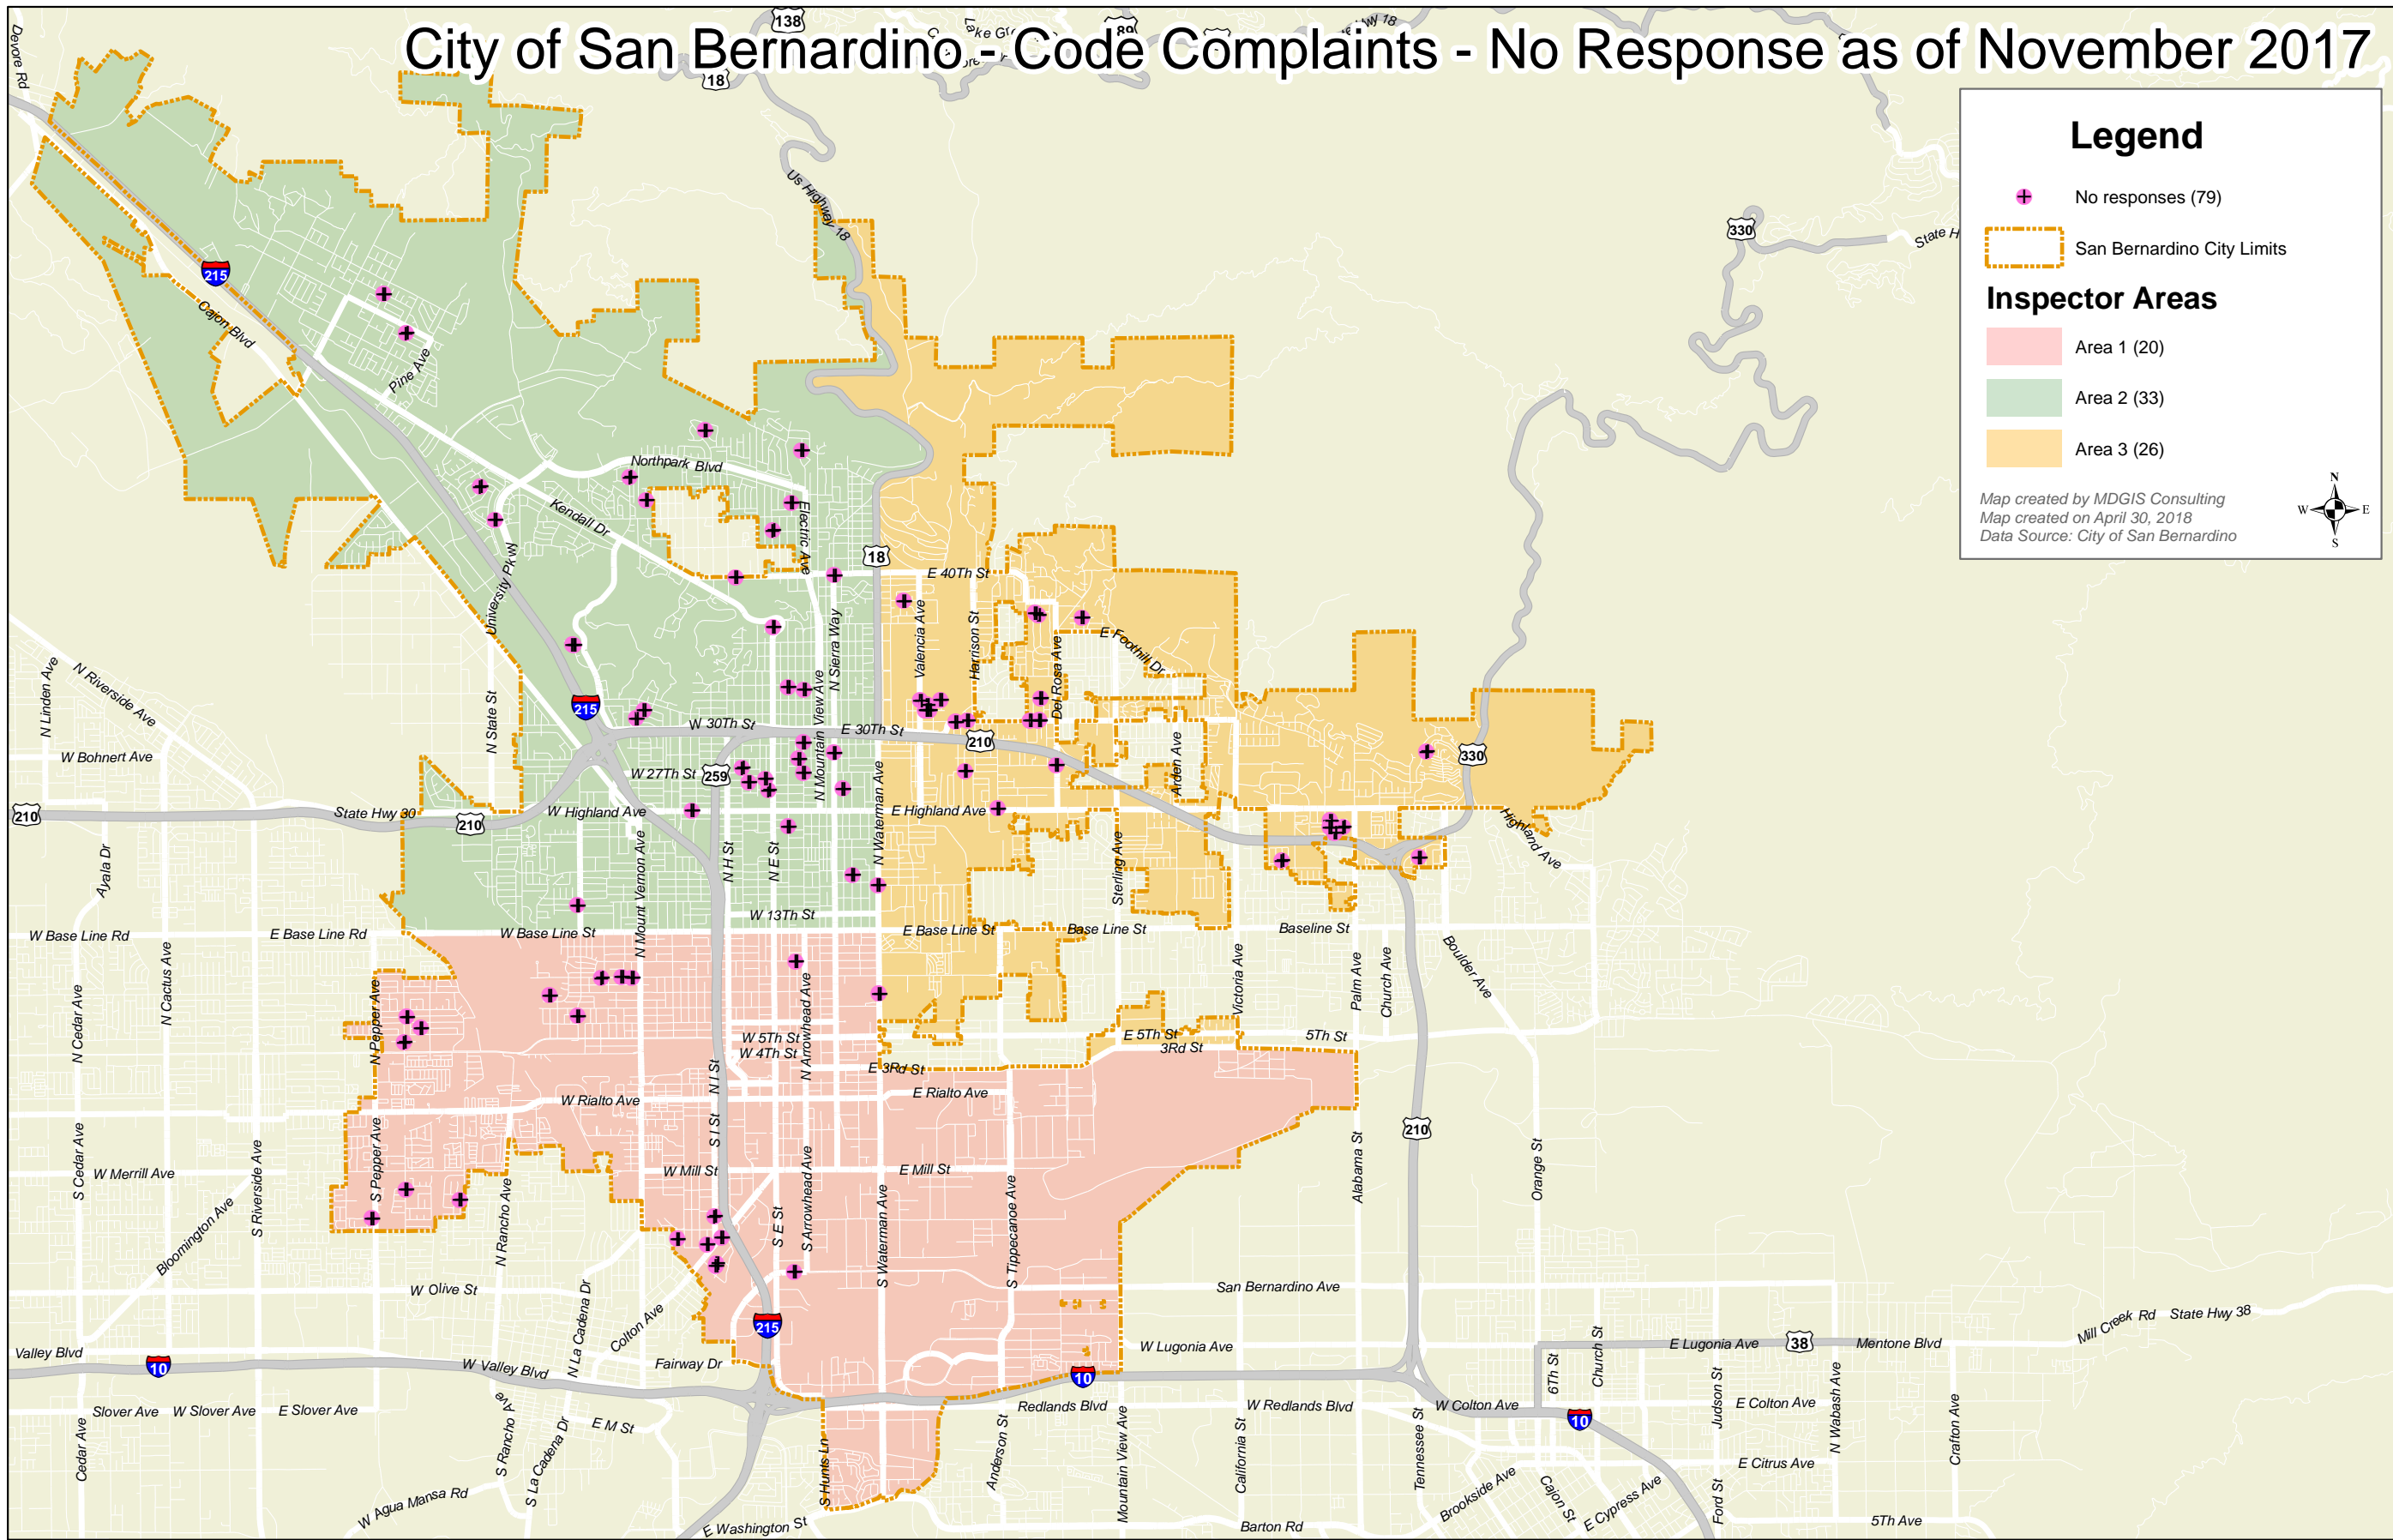 City of San Bernardino - Code Complaints - No Response as of November 2017
Legend
No responses (79)
San Bernardino City Limits
Inspector Areas
Area 1 (20)
Area 2 (33)
Area 3 (26)
Map created by MDGIS Consulting
Map created on April 30, 2018
Data Source: City of San Bernardino
N
W
E
S
Devore Rd
138
18
Us Highway 18
330
State H
215
Cajon Blvd
Pine Ave
Northpark Blvd
Kendall Dr
Electric Ave
University Pkwy
18
E 40Th St
N Sierra Way
Valencia Ave
Harrison St
Del Rosa Ave
E Foothill Dr
N Linden Ave
N Riverside Ave
N State St
215
W 30Th St
N Mountain View Ave
E 30Th St
210
Arden Ave
330
W Bohnert Ave
W 27Th St
259
N Waterman Ave
210
State Hwy 30
210
W Highland Ave
E Highland Ave
Highland Ave
Ayala Dr
N Mount Vernon Ave
N H St
N E St
Sterling Ave
W 13Th St
W Base Line Rd
E Base Line Rd
W Base Line St
E Base Line St
Base Line St
Baseline St
N Cedar Ave
N Cactus Ave
N Pepper Ave
N Arrowhead Ave
Victoria Ave
Palm Ave
Church Ave
Boulder Ave
W 5Th St
W 4Th St
E 5Th St
3Rd St
5Th St
E 3Rd St
N I St
W Rialto Ave
E Rialto Ave
210
S I St
S Cedar Ave
W Merrill Ave
S Riverside Ave
S Pepper Ave
W Mill St
E Mill St
Alabama St
Orange St
Bloomington Ave
N Rancho Ave
S E St
S Arrowhead Ave
S Waterman Ave
S Tippecanoe Ave
W Olive St
N La Cadena Dr
Colton Ave
San Bernardino Ave
Mill Creek Rd
State Hwy 38
215
Valley Blvd
10
W Valley Blvd
Fairway Dr
10
W Lugonia Ave
E Lugonia Ave
38
Mentone Blvd
6Th St
Church St
Judson St
N Wabash Ave
Crafton Ave
Slover Ave
W Slover Ave
E Slover Ave
S Rancho Ave
E M St
Redlands Blvd
W Redlands Blvd
W Colton Ave
10
E Colton Ave
Cedar Ave
S La Cadena Dr
S Hunts Ln
Anderson St
Mountain View Ave
California St
Tennessee St
E Citrus Ave
W Agua Mansa Rd
E Washington St
Barton Rd
Brookside Ave
Cajon St
E Cypress Ave
Ford St
5Th Ave